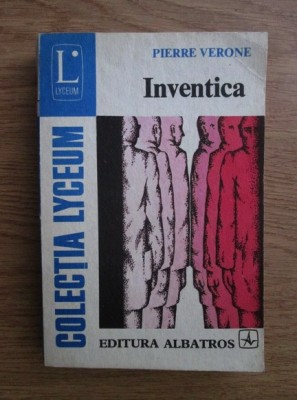 L
LYCEUM
PIERRE VERONE
Inventica
COLECȚIA LYCEUM
EDITURA ALBATROS